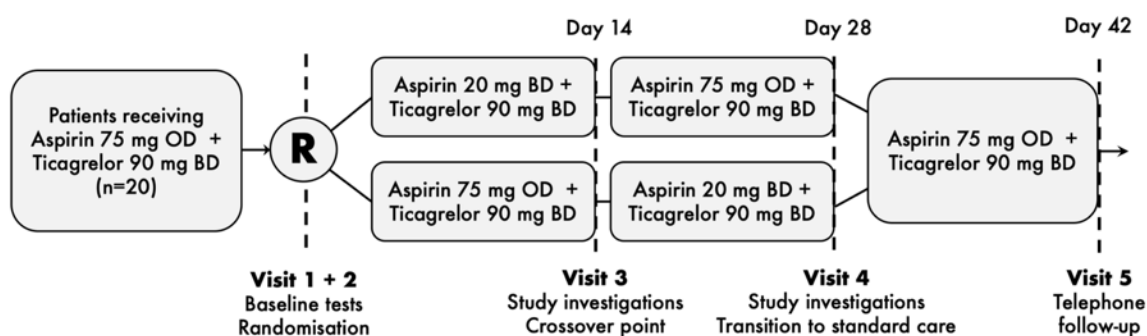 Day 14
Day 28
Day 42
Patients receiving
Aspirin 75 mg OD +
Ticagrelor 90 mg BD
(n=20)
R
Aspirin 20 mg BD +
Ticagrelor 90 mg BD
Aspirin 75 mg OD +
Ticagrelor 90 mg BD
Aspirin 75 mg OD +
Ticagrelor 90 mg BD
Aspirin 20 mg BD +
Ticagrelor 90 mg BD
Aspirin 75 mg OD +
Ticagrelor 90 mg BD
Visit 1 + 2
Baseline tests
Randomisation
Visit 3
Study investigations
Crossover point
Visit 4
Study investigations
Transition to standard care
Visit 5
Telephone
follow-up